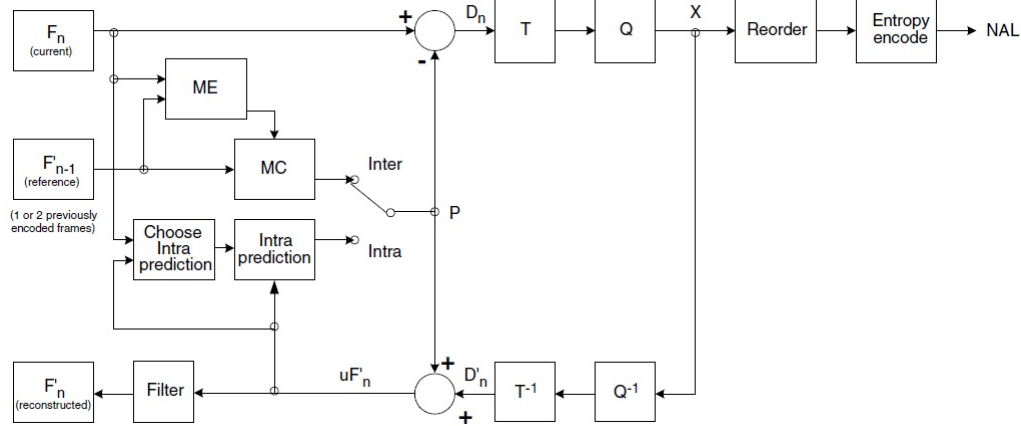 Fn
(current)
+
-
Dn
T
Q
X
Reorder
Entropy
encode
NAL
ME
F'n-1
(reference)
(1 or 2 previously
encoded frames)
MC
Inter
P
Choose
Intra
prediction
Intra
prediction
Intra
F'n
(reconstructed)
Filter
uF'n
+
+
D'n
T-1
Q-1